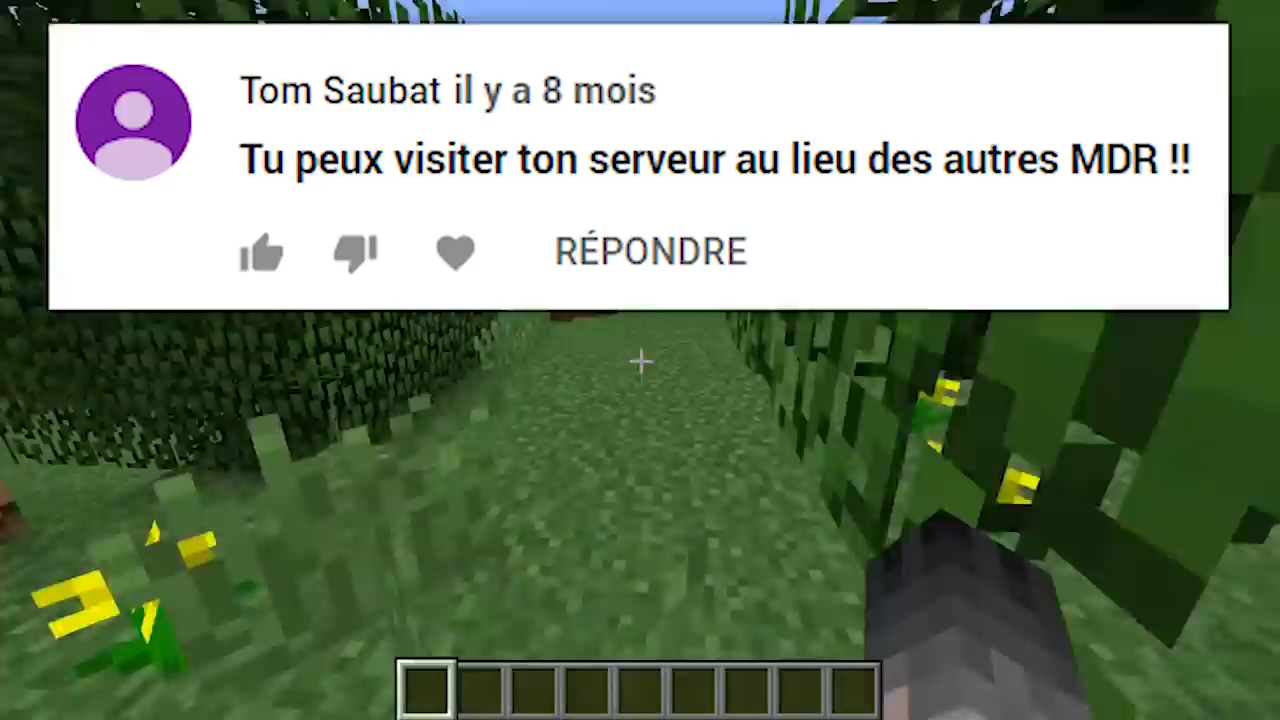 Tom Saubat il y a 8 mois
Tu peux visiter ton serveur au lieu des autres MDR !!
RÉPONDRE